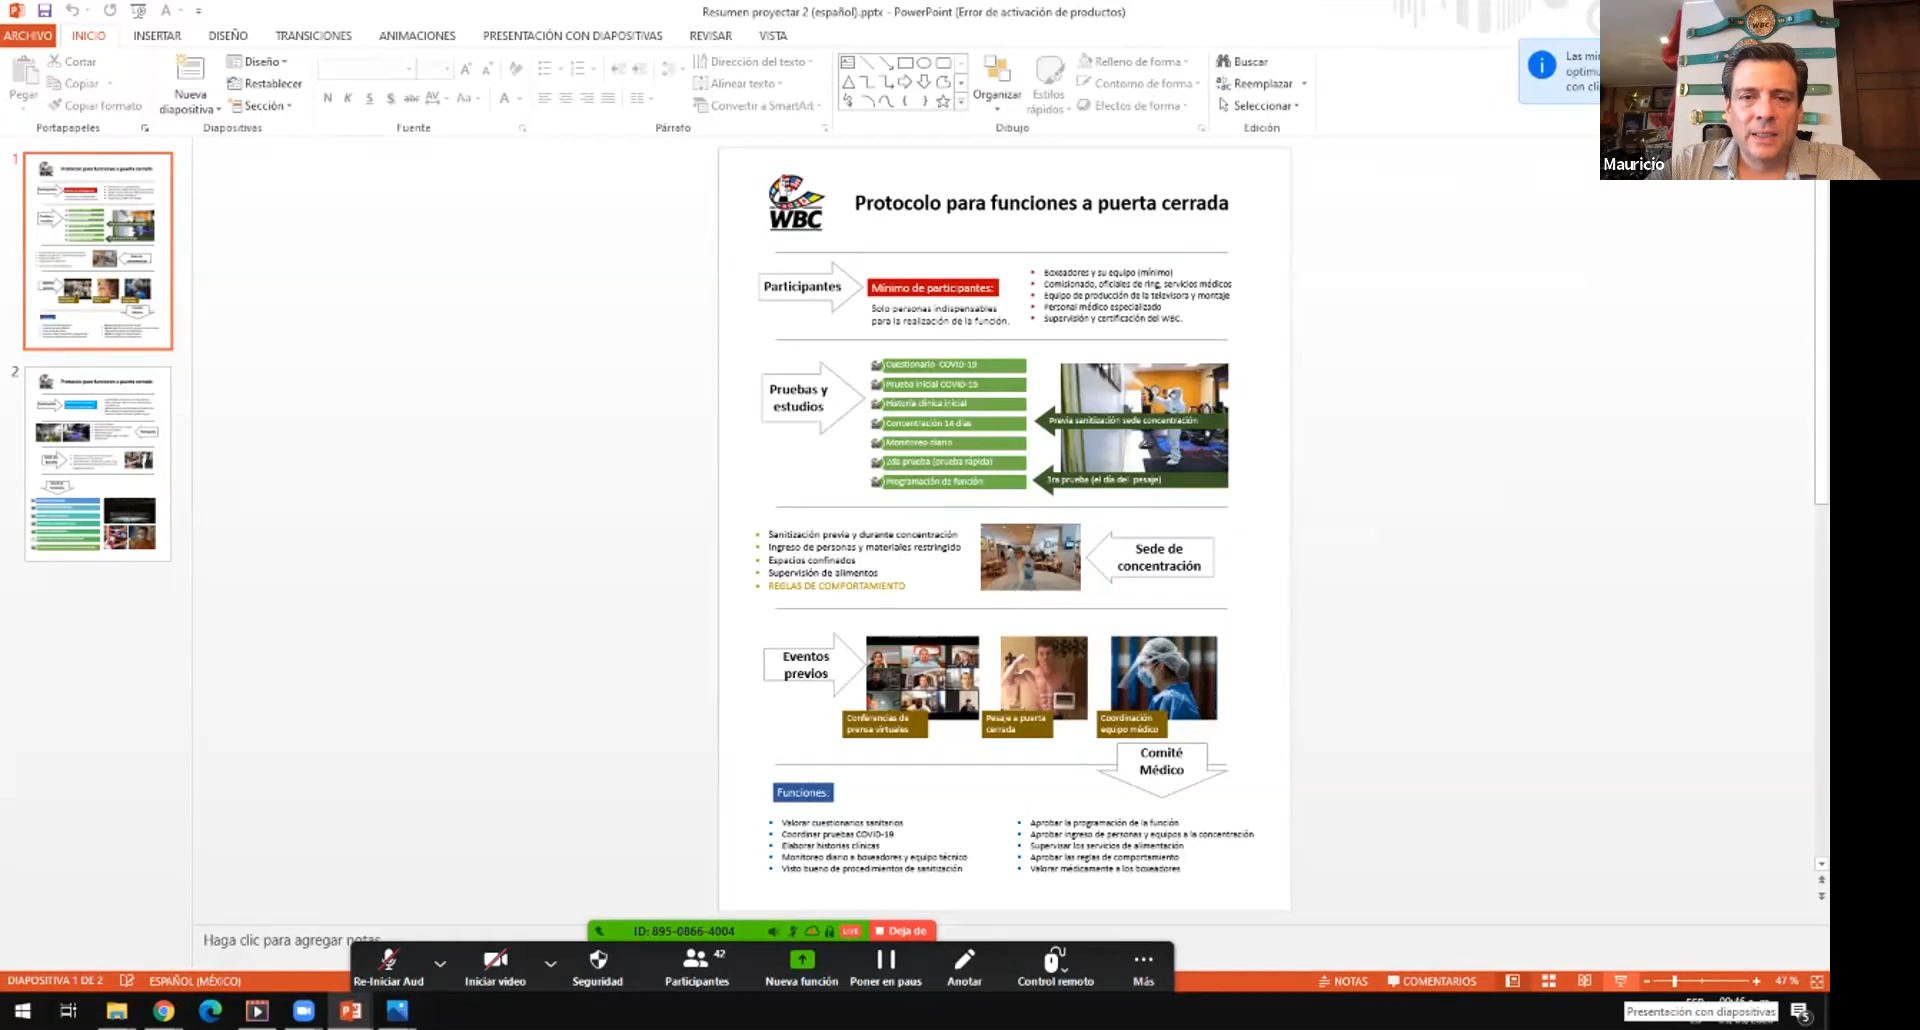 Resumen proyectar 2 (español).pptx - PowerPoint (Error de activación de productos)
ARCHIVO INICIO INSERTAR DISEÑO TRANSICIONES ANIMACIONES PRESENTACIÓN CON DIAPOSITIVAS REVISAR VISTA
Pegar
Cortar
Copiar
Copiar formato
Portapapeles
Nueva
diapositiva
Diseño
Restablecer
Sección
Diapositivas
N K S S abc AV Aa A
Fuente
Dirección del texto
Alinear texto
Convertir a SmartArt
Párrafo
Organizar
Estilos
rápidos
Relleno de forma
Contorno de forma
Efectos de forma
Dibujo
Buscar
Reemplazar
Seleccionar
Edición
Mauricio
1
2
WBC
Protocolo para funciones a puerta cerrada
Participantes
Mínimo de participantes:
Solo personas indispensables
para la realización de la función.
Boxeadores y su equipo (mínimo)
Comisionado, oficiales de ring, servicios médicos
Equipo de producción de la televisora y montaje
Personal médico especializado
Supervisión y certificación del WBC.
Pruebas y
estudios
Cuestionario COVID-19
Prueba inicial COVID-19
Historia clínica inicial
Concentración 14 días
Monitoreo diario
2da prueba (prueba rápida)
Programación de función
Previa sanitización sede concentración
3ra prueba (el día del pesaje)
Sanitización previa y durante concentración
Ingreso de personas y materiales restringido
Espacios confinados
Supervisión de alimentos
REGLAS DE COMPORTAMIENTO
Sede de
concentración
Eventos
previos
Conferencias de
prensa virtuales
Pesaje a puerta
cerrada
Coordinación
equipo médico
Comité
Médico
Funciones:
Valorar cuestionarios sanitarios
Coordinar pruebas COVID-19
Elaborar historias clínicas
Monitoreo diario a boxeadores y equipo técnico
Visto bueno de procedimientos de sanitización
Aprobar la programación de la función
Aprobar ingreso de personas y equipos a la concentración
Supervisar los servicios de alimentación
Aprobar las reglas de comportamiento
Valorar médicamente a los boxeadores
Haga clic para agregar notas
ID: 895-0866-4004 LIVE Deja de
Re-Iniciar Aud
Iniciar video
Seguridad
Participantes 42
Nueva función
Poner en paus
Anotar
Control remoto
Más
DIAPOSITIVA 1 DE 2 ESPAÑOL (MÉXICO) NOTAS COMENTARIOS 47 %
Presentación con diapositivas
5